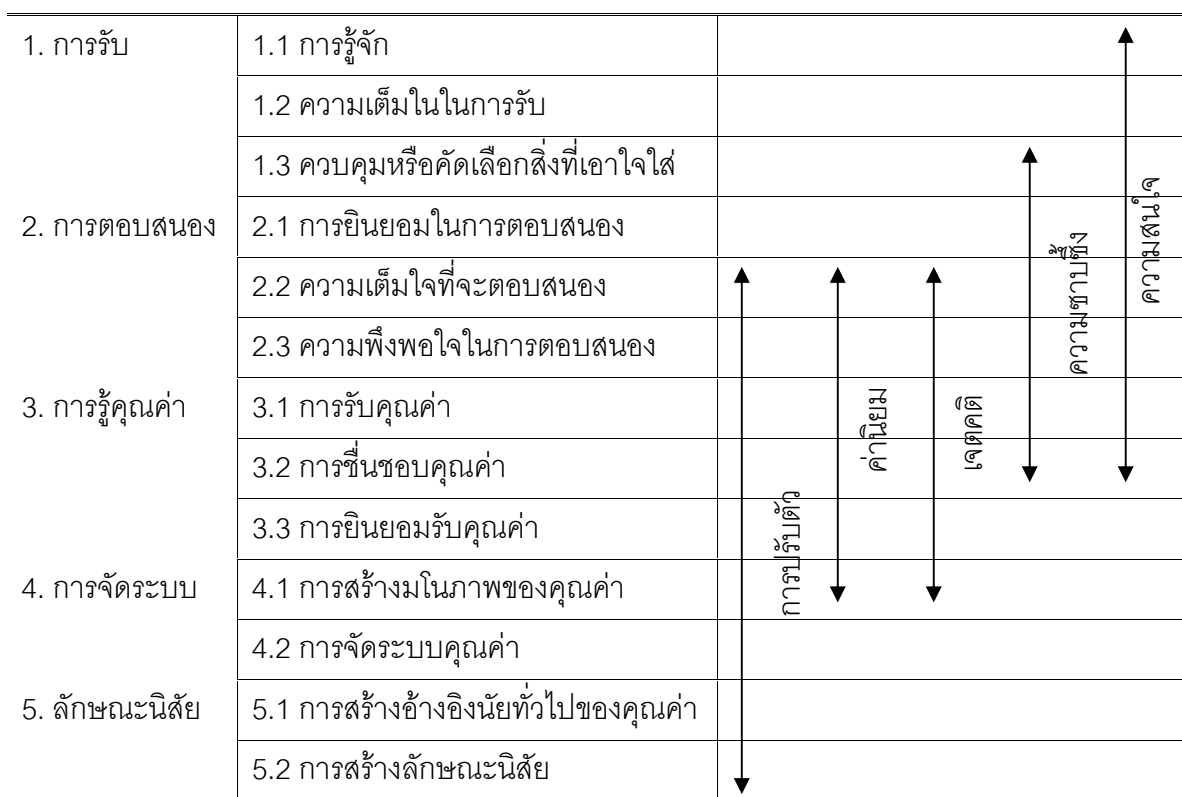 1. การรับ 1.1 การรู้จัก
1.2 ความเต็มในในการรับ
1.3 ควบคุมหรือคัดเลือกสิ่งที่เอาใจใส่
2. การตอบสนอง 2.1 การยินยอมในการตอบสนอง
2.2 ความเต็มใจที่จะตอบสนอง
2.3 ความพึงพอใจในการตอบสนอง
3. การรู้คุณค่า 3.1 การรับคุณค่า
3.2 การชื่นชอบคุณค่า
3.3 การยินยอมรับคุณค่า
4. การจัดระบบ 4.1 การสร้างมโนภาพของคุณค่า
4.2 การจัดระบบคุณค่า
5. ลักษณะนิสัย 5.1 การสร้างอ้างอิงนัยทั่วไปของคุณค่า
5.2 การสร้างลักษณะนิสัย
การปรับตัว
ค่านิยม
เจตคติ
ความซาบซึ้ง
ความสนใจ